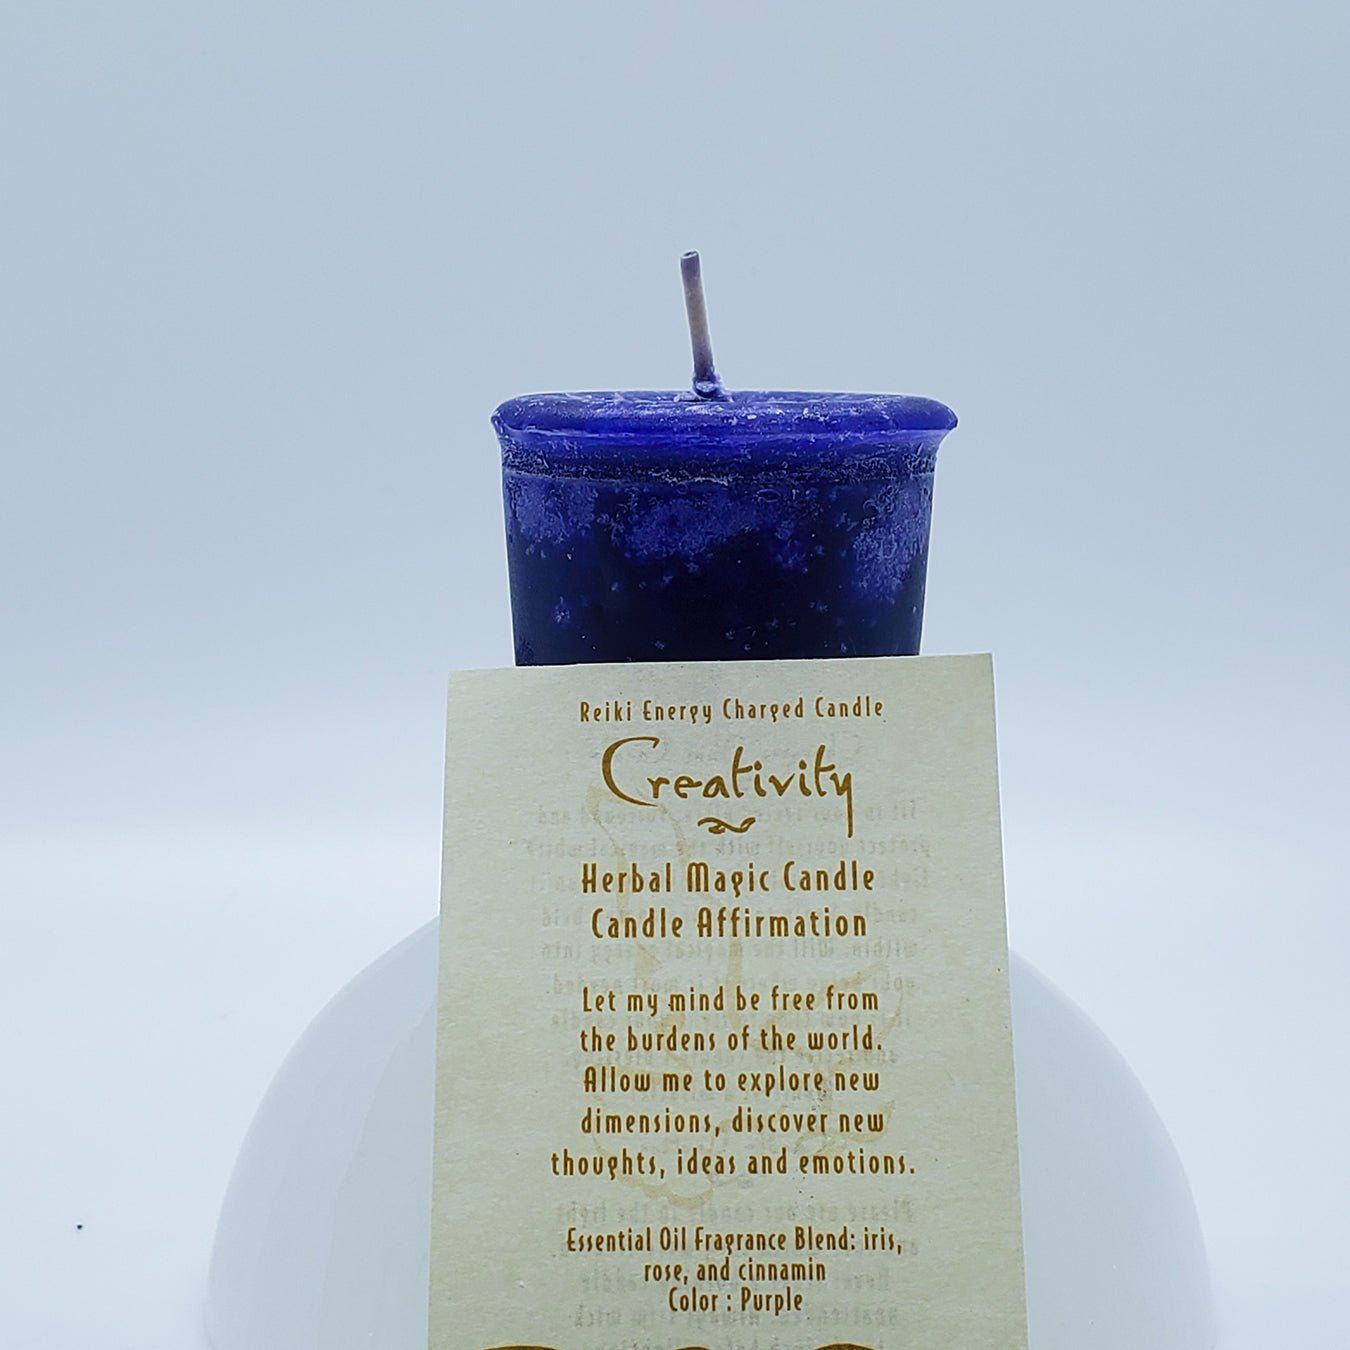 Reiki Energy Charged Candle
Creativity
Herbal Magic Candle
Candle Affirmation
Let my mind be free from
the burdens of the world.
Allow me to explore new
dimensions, discover new
thoughts, ideas and emotions.
Essential Oil Fragrance Blend: iris,
rose, and cinnamin
Color : Purple